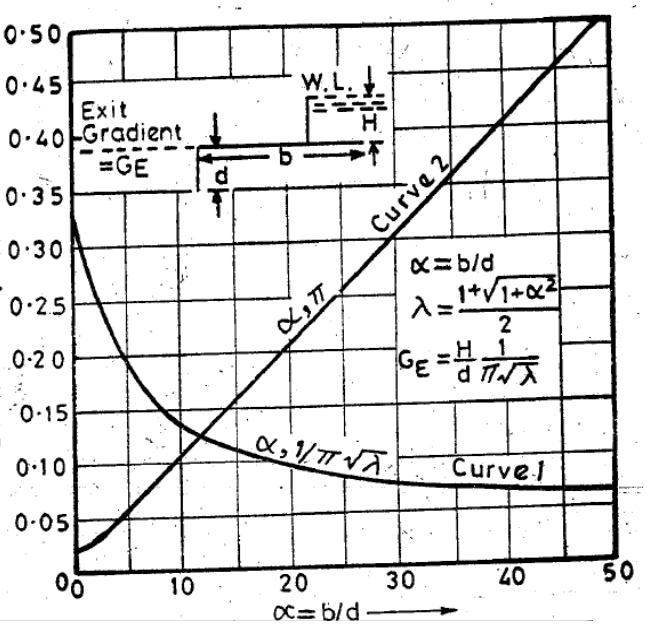 0.50
0.45
0.40
0.35
0.30
0.25
0.20
0.15
0.10
0.05
0
W.L.
H
Exit
Gradient
=GE
b
d
Curve 2
α, π
α=b/d
λ=1+√1+α²/2
GE=H/d 1/π√λ
α, 1/π√λ
Curve 1
0 10 20 30 40 50
α=b/d